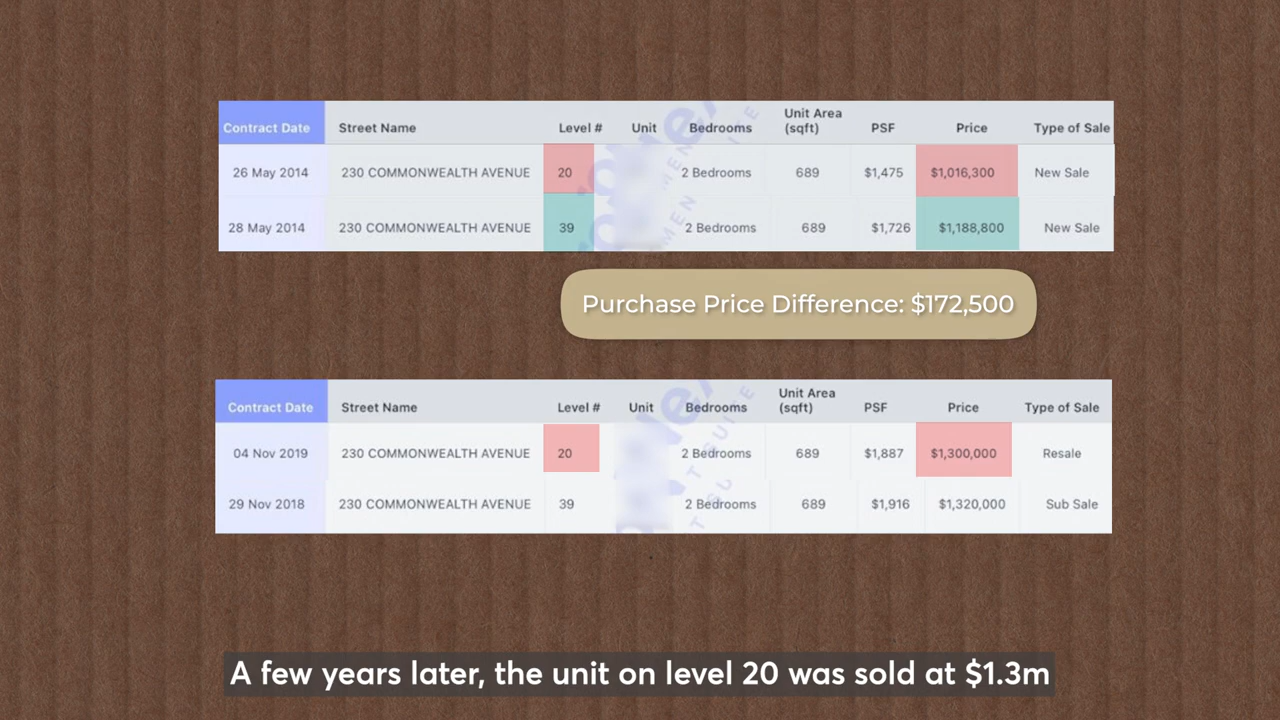 Contract Date Street Name Level # Unit Bedrooms Unit Area (sqft) PSF Price Type of Sale
26 May 2014 230 COMMONWEALTH AVENUE 20 2 Bedrooms 689 $1,475 $1,016,300 New Sale
28 May 2014 230 COMMONWEALTH AVENUE 39 2 Bedrooms 689 $1,726 $1,188,800 New Sale
Purchase Price Difference: $172,500
Contract Date Street Name Level # Unit Bedrooms Unit Area (sqft) PSF Price Type of Sale
04 Nov 2019 230 COMMONWEALTH AVENUE 20 2 Bedrooms 689 $1,887 $1,300,000 Resale
29 Nov 2018 230 COMMONWEALTH AVENUE 39 2 Bedrooms 689 $1,916 $1,320,000 Sub Sale
A few years later, the unit on level 20 was sold at $1.3m